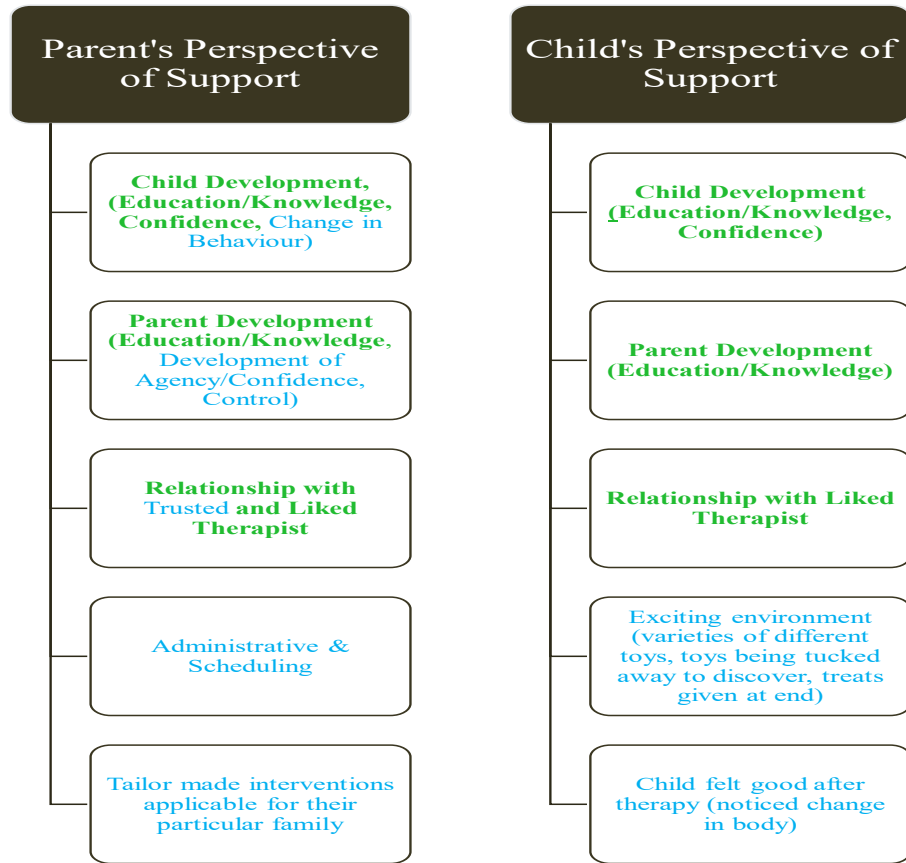 Parent's Perspective
of Support
Child Development,
(Education/Knowledge,
Confidence, Change in
Behaviour)
Parent Development
(Education/Knowledge,
Development of
Agency/Confidence,
Control)
Relationship with
Trusted and Liked
Therapist
Administrative &
Scheduling
Tailor made interventions
applicable for their
particular family
Child's Perspective of
Support
Child Development
(Education/Knowledge,
Confidence)
Parent Development
(Education/Knowledge)
Relationship with Liked
Therapist
Exciting environment
(varieties of different
toys, toys being tucked
away to discover, treats
given at end)
Child felt good after
therapy (noticed change
in body)